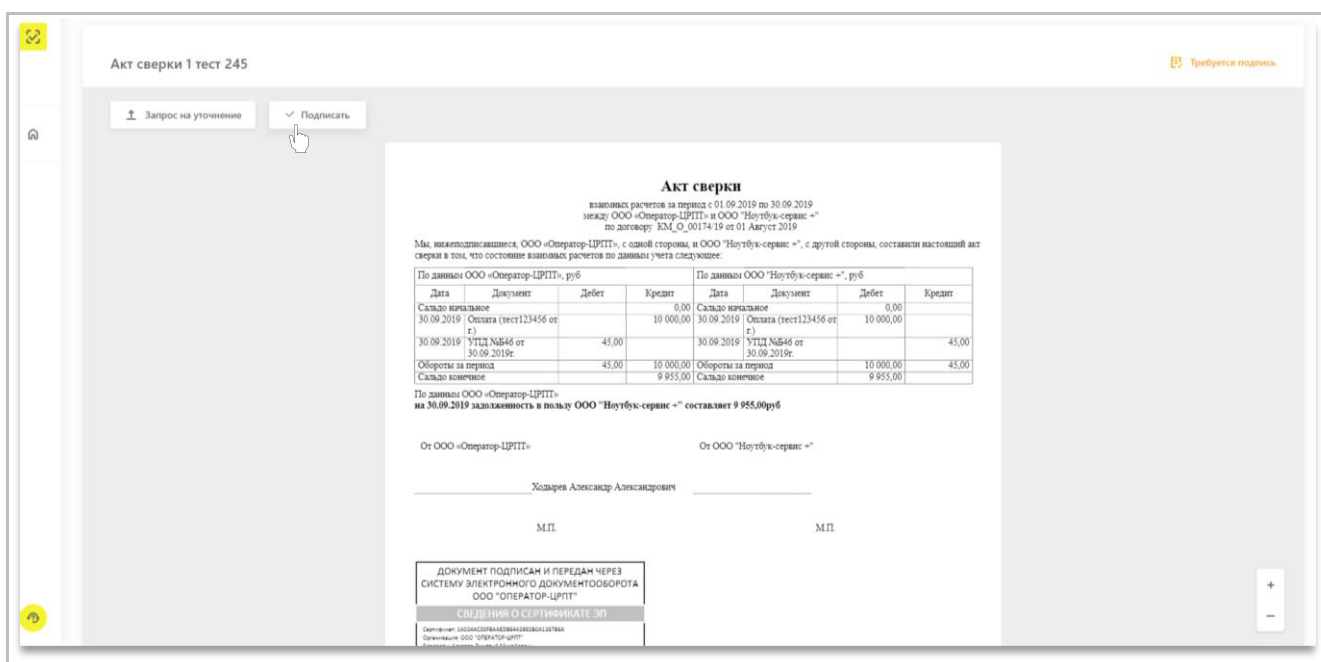 Акт сверки 1 тест 245
Требуется подпись
Запрос на уточнение
Подписать
Акт сверки
взаимных расчетов за период с 01.09.2019 по 30.09.2019
между ООО «Оператор-ЦРПТ» и ООО "Ноутбук-сервис +"
по договору КМ_О_00174/19 от 01 Август 2019
Мы, нижеподписавшиеся, ООО «Оператор-ЦРПТ», с одной стороны, и ООО "Ноутбук-сервис +", с другой стороны, составили настоящий акт
сверки в том, что состояние взаимных расчетов по данным учета следующее:
По данным ООО «Оператор-ЦРПТ», руб По данным ООО "Ноутбук-сервис +", руб
Дата Документ Дебет Кредит Дата Документ Дебет Кредит
Сальдо начальное 0,00 Сальдо начальное 0,00
30.09.2019 Оплата (тест123456 от 10 000,00 30.09.2019 Оплата (тест123456 от 10 000,00
г.) г.)
30.09.2019 УПД №Б46 от 45,00 30.09.2019 УПД №Б46 от 45,00
30.09.2019г. 30.09.2019г.
Обороты за период 45,00 10 000,00 Обороты за период 10 000,00 45,00
Сальдо конечное 9 955,00 Сальдо конечное 9 955,00
По данным ООО «Оператор-ЦРПТ»
на 30.09.2019 задолженность в пользу ООО "Ноутбук-сервис +" составляет 9 955,00руб
От ООО «Оператор-ЦРПТ» От ООО "Ноутбук-сервис +"
Ходырев Александр Александрович
М.П. М.П.
ДОКУМЕНТ ПОДПИСАН И ПЕРЕДАН ЧЕРЕЗ
СИСТЕМУ ЭЛЕКТРОННОГО ДОКУМЕНТООБОРОТА
ООО "ОПЕРАТОР-ЦРПТ"
СВЕДЕНИЯ О СЕРТИФИКАТЕ ЭП
Сертификат:
Организация: ООО "ОПЕРАТОР-ЦРПТ"